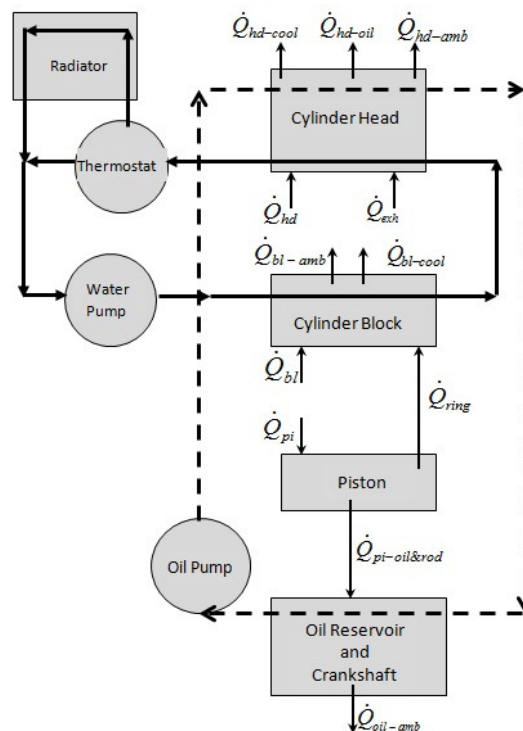 Q̇hd-cool
Q̇hd-oil
Q̇hd-amb
Radiator
Cylinder Head
Thermostat
Q̇hd
Q̇exh
Q̇bl-amb
Q̇bl-cool
Water
Pump
Cylinder Block
Q̇bl
Q̇ring
Q̇pi
Piston
Q̇pi-oil&rod
Oil Pump
Oil Reservoir
and
Crankshaft
Q̇oil-amb